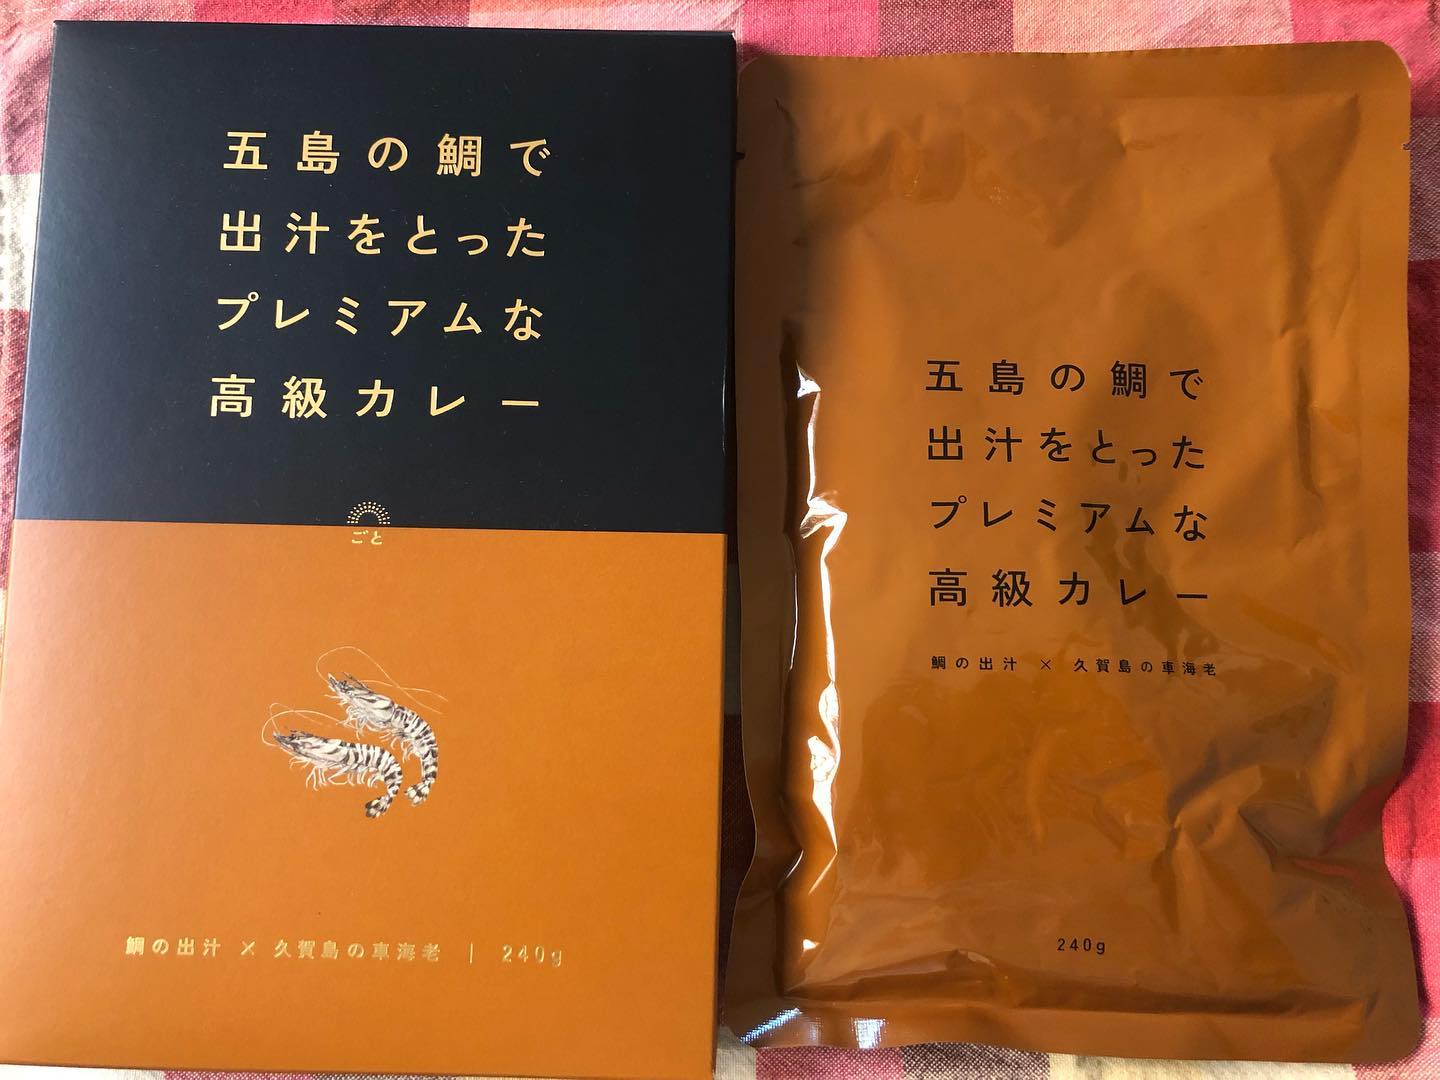 五島の鯛で
出汁をとった
プレミアムな
高級カレー
ごと
鯛の出汁 × 久賀島の車海老 | 240g
五島の鯛で
出汁をとった
プレミアムな
高級カレー
鯛の出汁 × 久賀島の車海老
240g